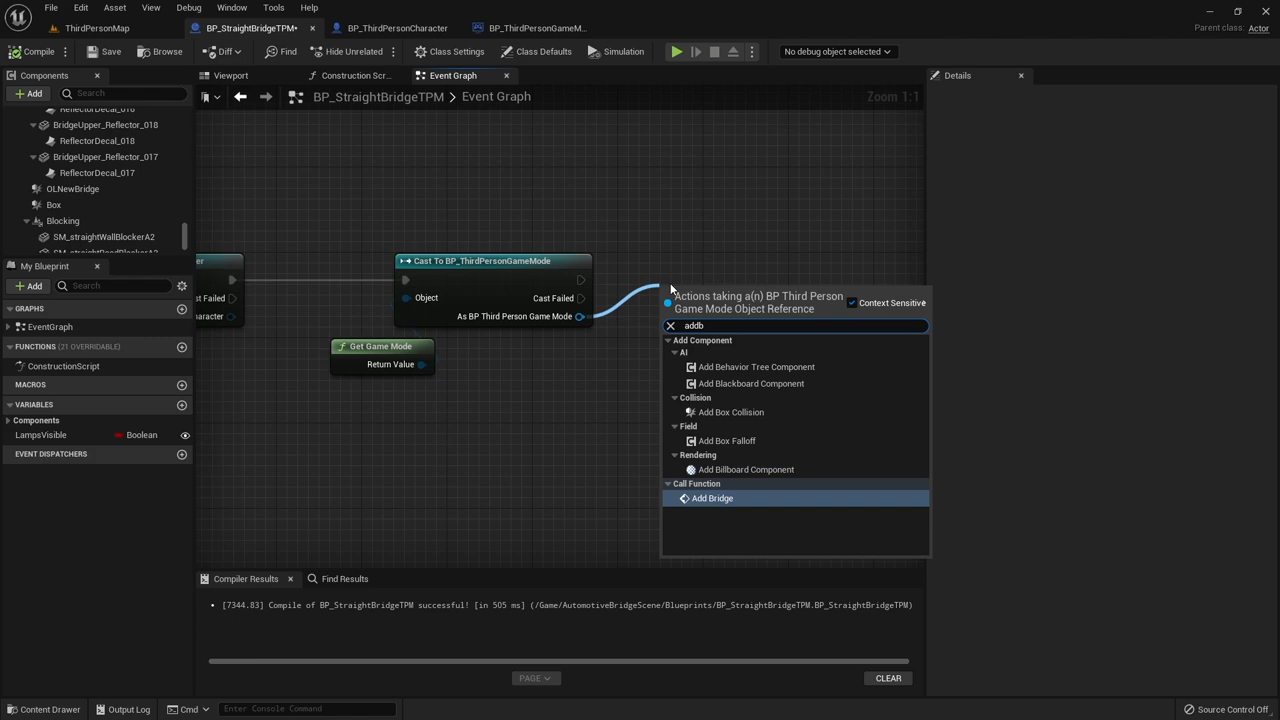 File Edit Asset View Debug Window Tools Help
ThirdPersonMap
BP_StraightBridgeTPM*
BP_ThirdPersonCharacter
BP_ThirdPersonGameM...
Parent class: Actor
Compile
Save
Browse
Diff
Find
Hide Unrelated
Class Settings
Class Defaults
Simulation
No debug object selected
Components
Viewport
Construction Scr...
Event Graph
Details
Add
Search
BP_StraightBridgeTPM > Event Graph
Zoom 1:1
BridgeUpper_Reflector_018
ReflectorDecal_018
BridgeUpper_Reflector_017
ReflectorDecal_017
OLNewBridge
Box
Blocking
SM_straightWallBlockerA2
My Blueprint
Add
Search
GRAPHS
EventGraph
FUNCTIONS (21 OVERRIDABLE)
ConstructionScript
MACROS
VARIABLES
Components
LampsVisible Boolean
EVENT DISPATCHERS
er
st Failed
haracter
Cast To BP_ThirdPersonGameMode
Object
Cast Failed
As BP Third Person Game Mode
Get Game Mode
Return Value
Actions taking a(n) BP Third Person
Game Mode Object Reference
Context Sensitive
addb
Add Component
AI
Add Behavior Tree Component
Add Blackboard Component
Collision
Add Box Collision
Field
Add Box Falloff
Rendering
Add Billboard Component
Call Function
Add Bridge
Compiler Results
Find Results
[7344.83] Compile of BP_StraightBridgeTPM successful! [in 505 ms] (/Game/AutomotiveBridgeScene/Blueprints/BP_StraightBridgeTPM.BP_StraightBridgeTPM)
PAGE
CLEAR
Content Drawer
Output Log
Cmd
Enter Console Command
Source Control Off